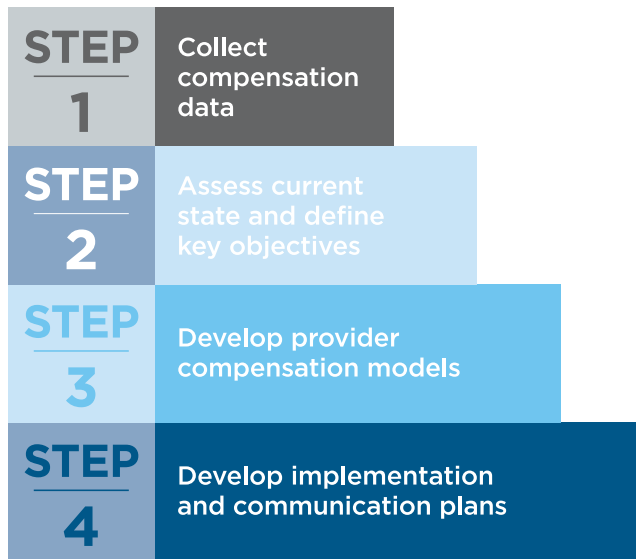 STEP
1
Collect
compensation
data
STEP
2
Assess current
state and define
key objectives
STEP
3
Develop provider
compensation models
STEP
4
Develop implementation
and communication plans